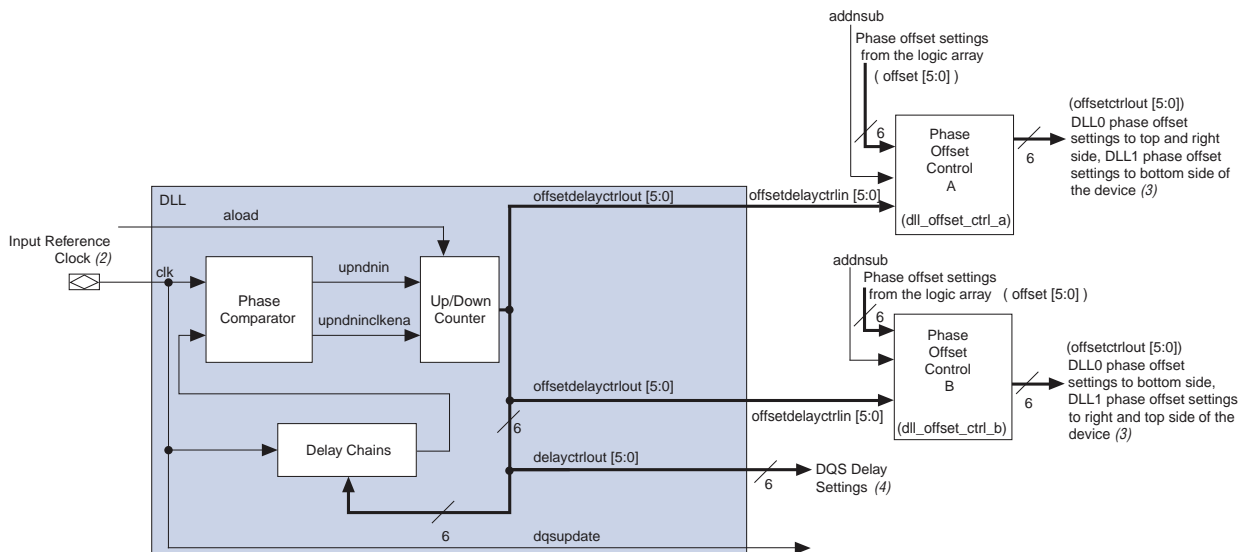 addnsub
Phase offset settings
from the logic array
( offset [5:0] )
6
Phase
Offset
Control
A
(dll_offset_ctrl_a)
6
(offsetctrlout [5:0])
DLL0 phase offset
settings to top and right
side, DLL1 phase offset
settings to bottom side of
the device (3)
DLL
aload
offsetdelayctrlout [5:0]
offsetdelayctrlin [5:0]
Input Reference
Clock (2)
clk
Phase
Comparator
upndnin
upndninclkena
Up/Down
Counter
addnsub
Phase offset settings
from the logic array ( offset [5:0] )
6
Phase
Offset
Control
B
(dll_offset_ctrl_b)
6
(offsetctrlout [5:0])
DLL0 phase offset
settings to bottom side,
DLL1 phase offset settings
to right and top side of the
device (3)
offsetdelayctrlout [5:0]
offsetdelayctrlin [5:0]
6
Delay Chains
delayctrlout [5:0]
6
DQS Delay
Settings (4)
6
dqsupdate